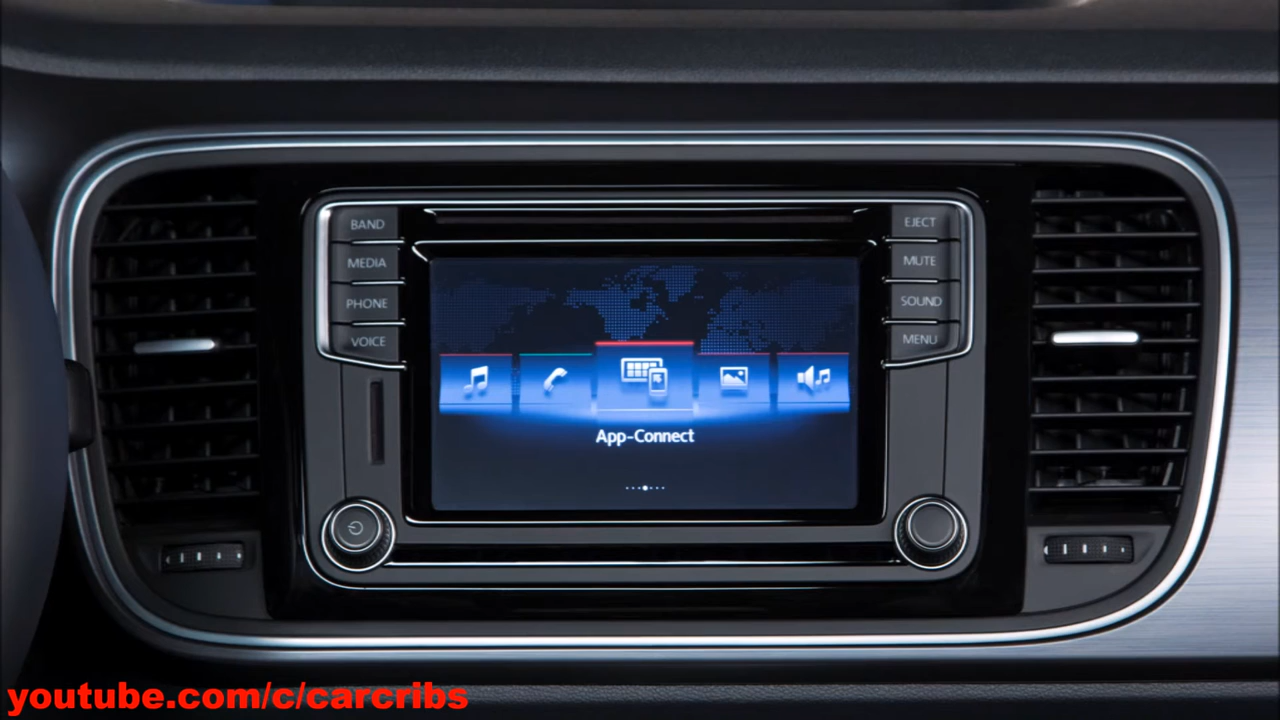 BAND
MEDIA
PHONE
VOICE
EJECT
MUTE
SOUND
MENU
App-Connect
youtube.com/c/carcribs